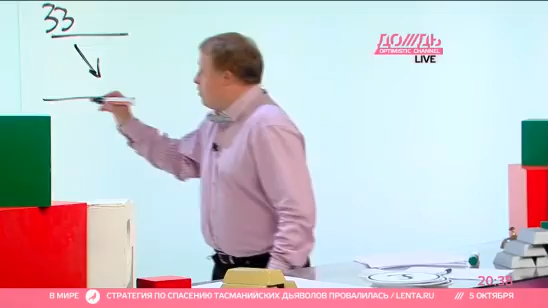 33
ДОЖДЬ
OPTIMISTIC CHANNEL
LIVE
20:39
В МИРЕ СТРАТЕГИЯ ПО СПАСЕНИЮ ТАСМАНИЙСКИХ ДЬЯВОЛОВ ПРОВАЛИЛАСЬ / LENTA.RU /// 5 ОКТЯБРЯ